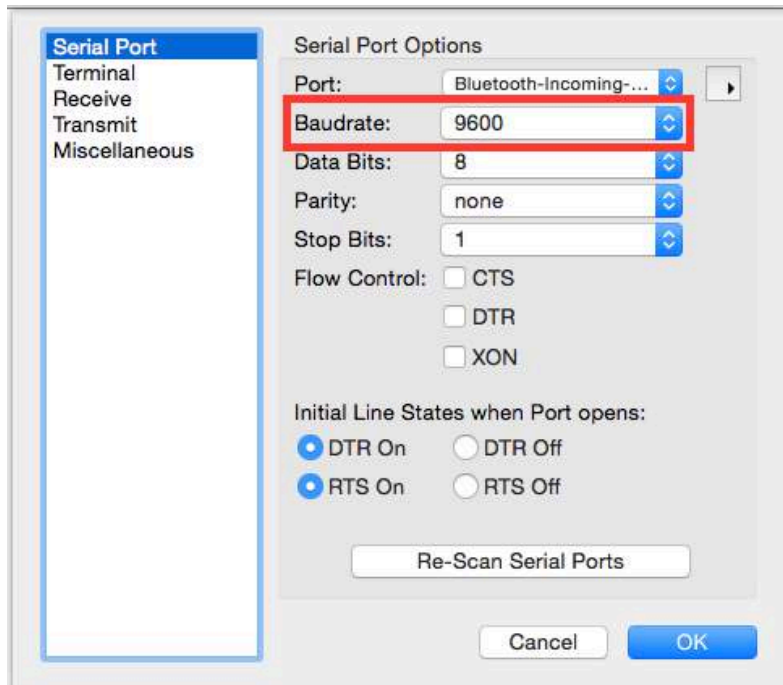 Serial Port
Terminal
Receive
Transmit
Miscellaneous
Serial Port Options
Port: Bluetooth-Incoming-...
Baudrate: 9600
Data Bits: 8
Parity: none
Stop Bits: 1
Flow Control: CTS
DTR
XON
Initial Line States when Port opens:
DTR On DTR Off
RTS On RTS Off
Re-Scan Serial Ports
Cancel OK